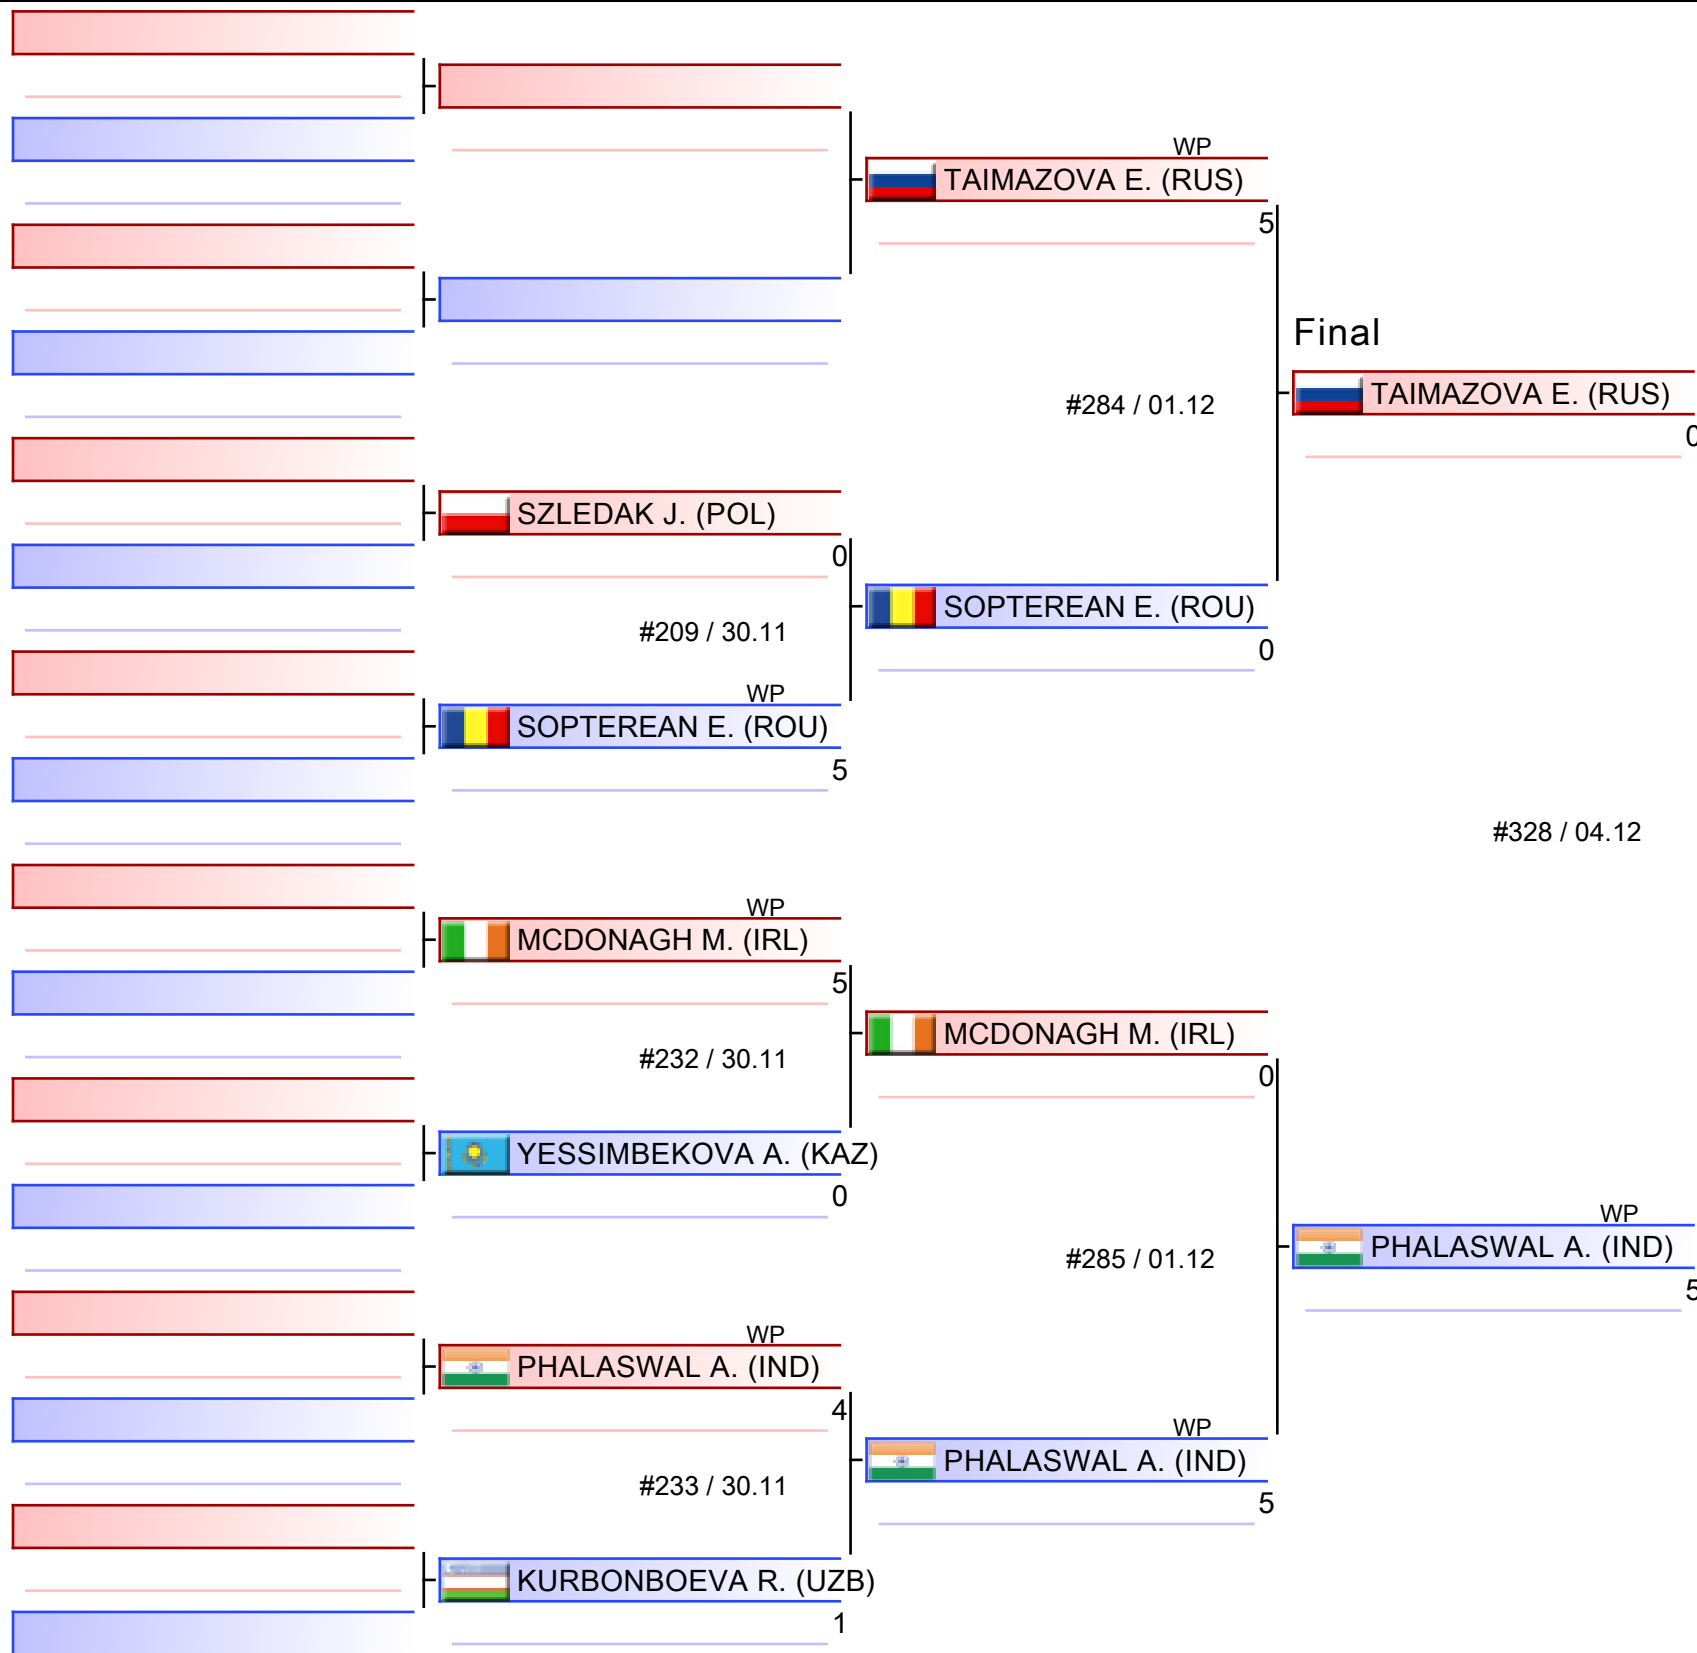 WP
TAIMAZOVA E. (RUS)
5
Final
#284 / 01.12
TAIMAZOVA E. (RUS)
0
SZLEDAK J. (POL)
0
#209 / 30.11
SOPTEREAN E. (ROU)
0
WP
SOPTEREAN E. (ROU)
5
#328 / 04.12
WP
MCDONAGH M. (IRL)
5
#232 / 30.11
MCDONAGH M. (IRL)
0
YESSIMBEKOVA A. (KAZ)
0
#285 / 01.12
WP
PHALASWAL A. (IND)
5
WP
PHALASWAL A. (IND)
4
#233 / 30.11
WP
PHALASWAL A. (IND)
5
KURBONBOEVA R. (UZB)
1